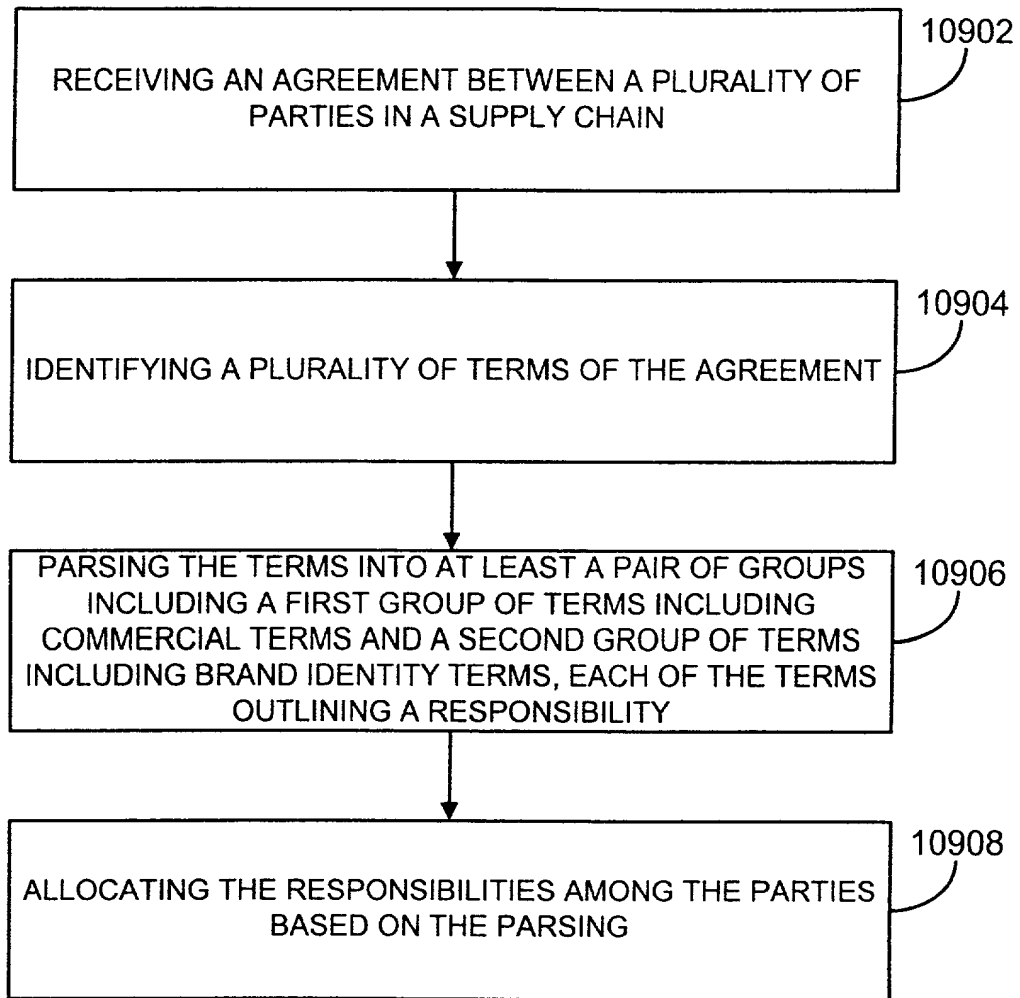 10902
RECEIVING AN AGREEMENT BETWEEN A PLURALITY OF
PARTIES IN A SUPPLY CHAIN
10904
IDENTIFYING A PLURALITY OF TERMS OF THE AGREEMENT
10906
PARSING THE TERMS INTO AT LEAST A PAIR OF GROUPS
INCLUDING A FIRST GROUP OF TERMS INCLUDING
COMMERCIAL TERMS AND A SECOND GROUP OF TERMS
INCLUDING BRAND IDENTITY TERMS, EACH OF THE TERMS
OUTLINING A RESPONSIBILITY
10908
ALLOCATING THE RESPONSIBILITIES AMONG THE PARTIES
BASED ON THE PARSING